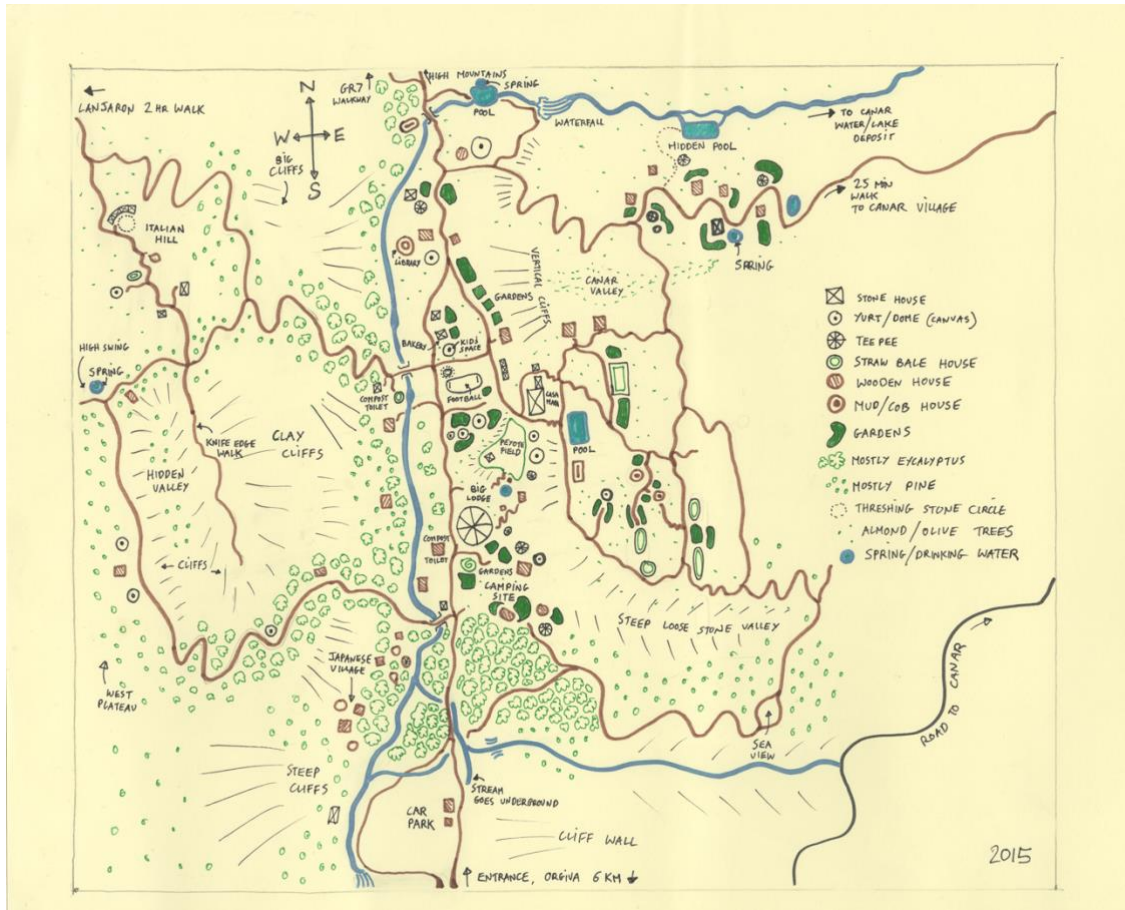 HIGH MOUNTAINS
GR7
WALKWAY
SPRING
POOL
WATERFALL
LANJARON 2 HR WALK
N
W E
S
BIG
CLIFFS
TO CANAR
WATER/LAKE
DEPOSIT
HIDDEN POOL
25 MIN
WALK
TO CANAR VILLAGE
ITALIAN
HILL
LIBRARY
VERTICAL CLIFFS
SPRING
CANAR
VALLEY
GARDENS
STONE HOUSE
YURT/DOME (CANVAS)
TEEPEE
STRAW BALE HOUSE
WOODEN HOUSE
MUD/COB HOUSE
GARDENS
MOSTLY EYCALYPTUS
MOSTLY PINE
THRESHING STONE CIRCLE
ALMOND/OLIVE TREES
SPRING/DRINKING WATER
BAKERY
KIDS
SPACE
HIGH SWING
SPRING
COMPOST
TOILET
FOOTBALL
CASA
KNIFE EDGE
WALK
CLAY
CLIFFS
PEYOTE
FIELD
POOL
HIDDEN
VALLEY
BIG
LODGE
COMPOST
TOILET
CLIFFS
GARDENS
CAMPING
SITE
STEEP LOOSE STONE VALLEY
JAPANESE
VILLAGE
WEST
PLATEAU
ROAD TO CANAR
SEA
VIEW
STEEP
CLIFFS
STREAM
GOES UNDERGROUND
CAR
PARK
CLIFF WALL
2015
ENTRANCE, ORGIVA 6 KM